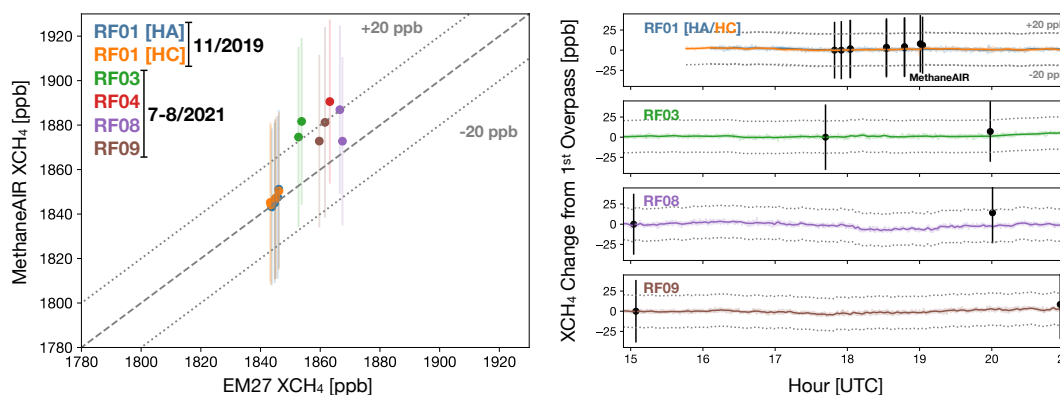 MethaneAIR XCH₄ [ppb]
1920
1900
1880
1860
1840
1820
1800
1780
RF01 [HA]
RF01 [HC]
RF03
RF04
RF08
RF09
11/2019
7-8/2021
+20 ppb
-20 ppb
1780 1800 1820 1840 1860 1880 1900 1920
EM27 XCH₄ [ppb]
XCH₄ Change from 1ˢᵗ Overpass [ppb]
RF01 [HA/HC]
+20 ppb
25
0
−25
MethaneAIR
-20 ppb
RF03
25
0
−25
RF08
25
0
−25
RF09
25
0
−25
15 16 17 18 19 20
Hour [UTC]